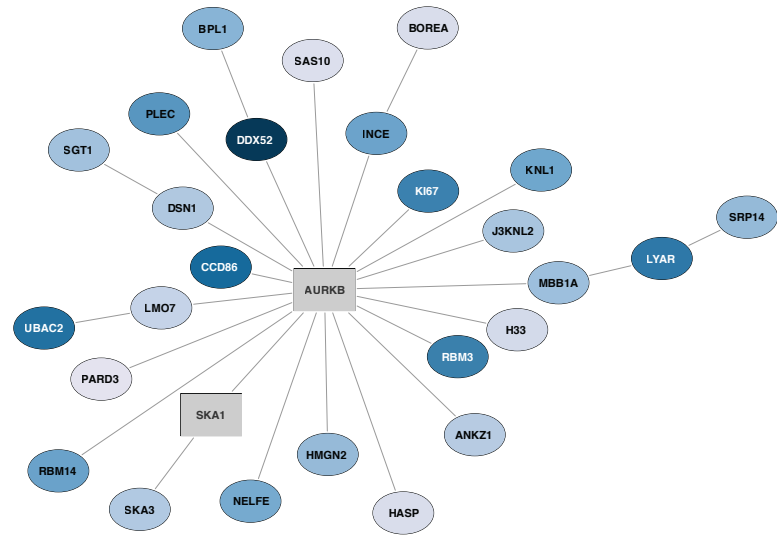 BPL1
BOREA
SAS10
PLEC
DDX52
INCE
SGT1
KNL1
KI67
DSN1
SRP14
J3KNL2
CCD86
LYAR
AURKB
MBB1A
LMO7
UBAC2
H33
RBM3
PARD3
SKA1
ANKZ1
HMGN2
RBM14
NELFE
SKA3
HASP